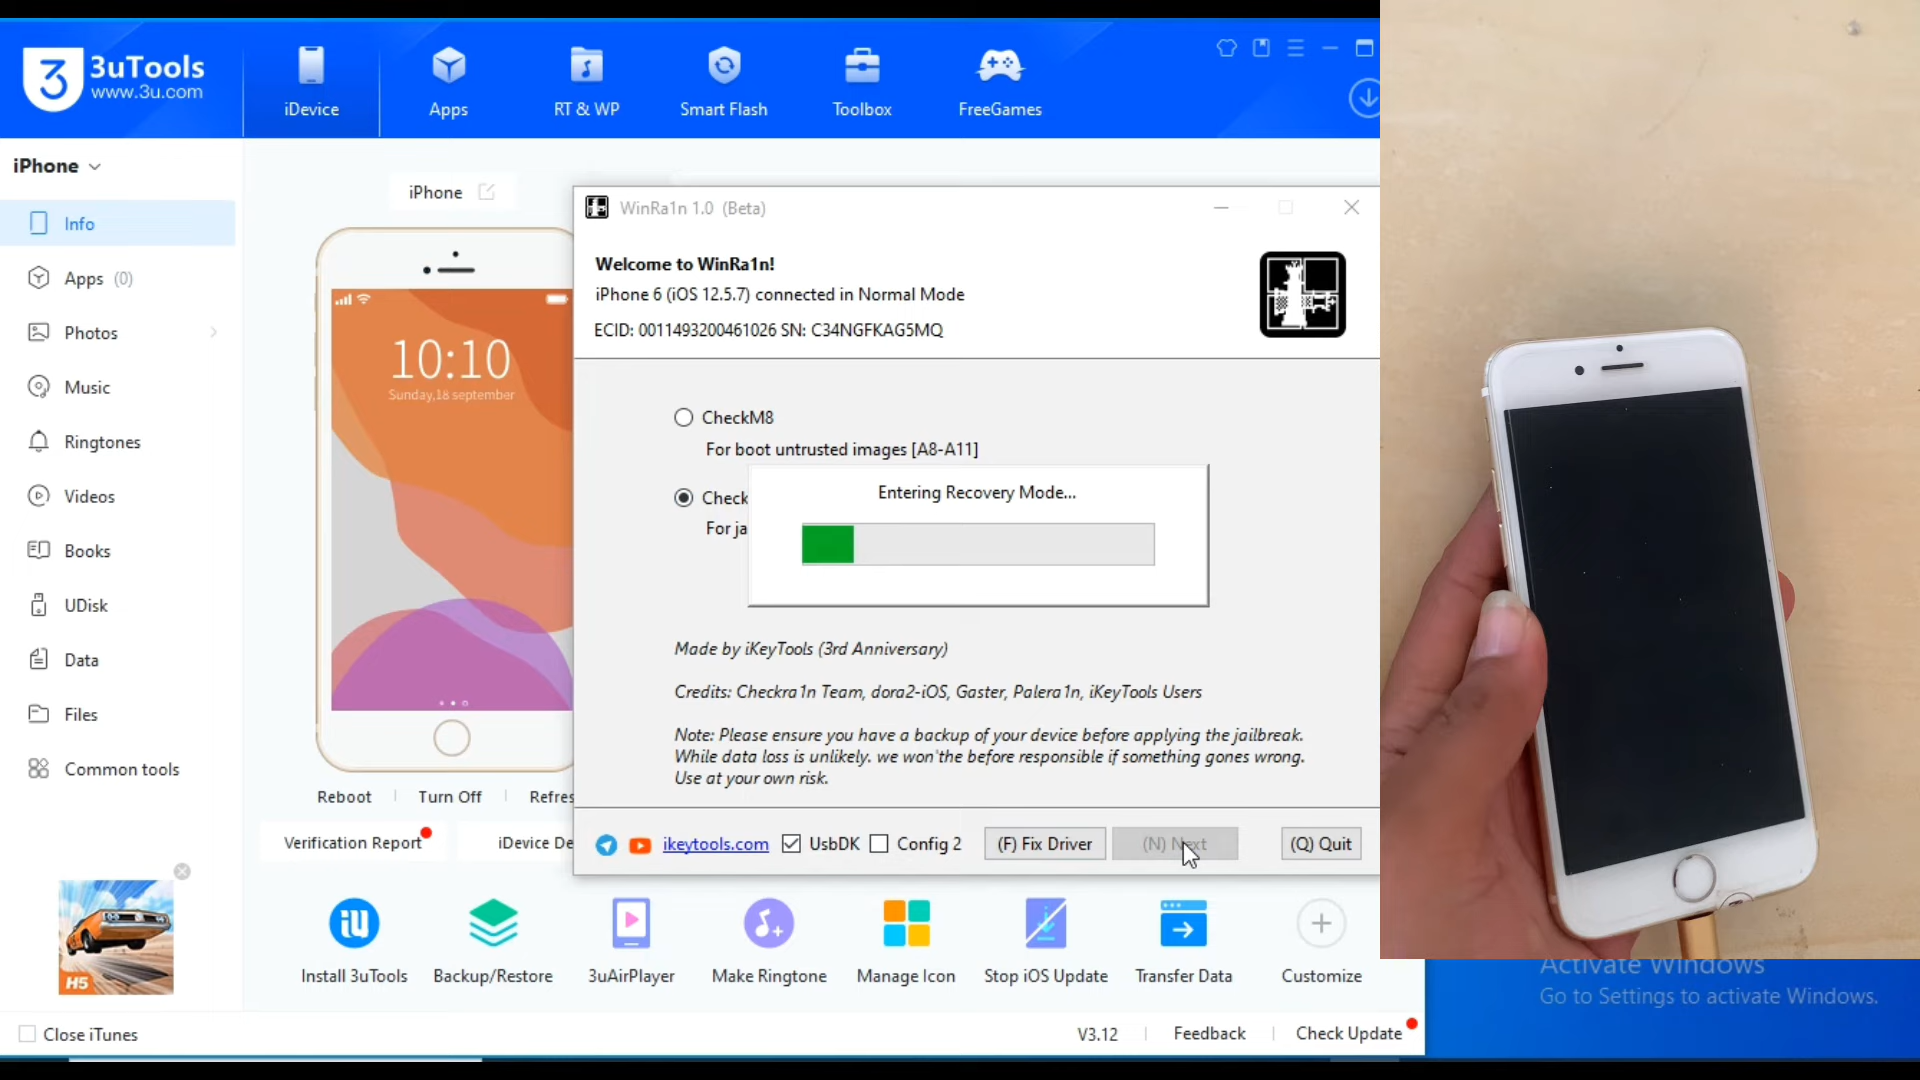 3uTools
www.3u.com
iDevice
Apps
RT & WP
Smart Flash
Toolbox
FreeGames
iPhone
Info
Apps (0)
Photos
Music
Ringtones
Videos
Books
UDisk
Data
Files
Common tools
H5
Close iTunes
iPhone
10:10
Sunday,18 september
Reboot
Turn Off
Refres
Verification Report
iDevice De
WinRa1n 1.0 (Beta)
Welcome to WinRa1n!
iPhone 6 (iOS 12.5.7) connected in Normal Mode
ECID: 0011493200461026 SN: C34NGFKAG5MQ
CheckM8
For boot untrusted images [A8-A11]
Check
For ja
Entering Recovery Mode...
Made by iKeyTools (3rd Anniversary)
Credits: Checkra1n Team, dora2-iOS, Gaster, Palera1n, iKeyTools Users
Note: Please ensure you have a backup of your device before applying the jailbreak.
While data loss is unlikely. we won'the before responsible if something gones wrong.
Use at your own risk.
ikeytools.com
UsbDK
Config 2
(F) Fix Driver
(N) Next
(Q) Quit
Install 3uTools
Backup/Restore
3uAirPlayer
Make Ringtone
Manage Icon
Stop iOS Update
Transfer Data
Customize
V3.12
Feedback
Check Update
Activate Windows
Go to Settings to activate Windows.